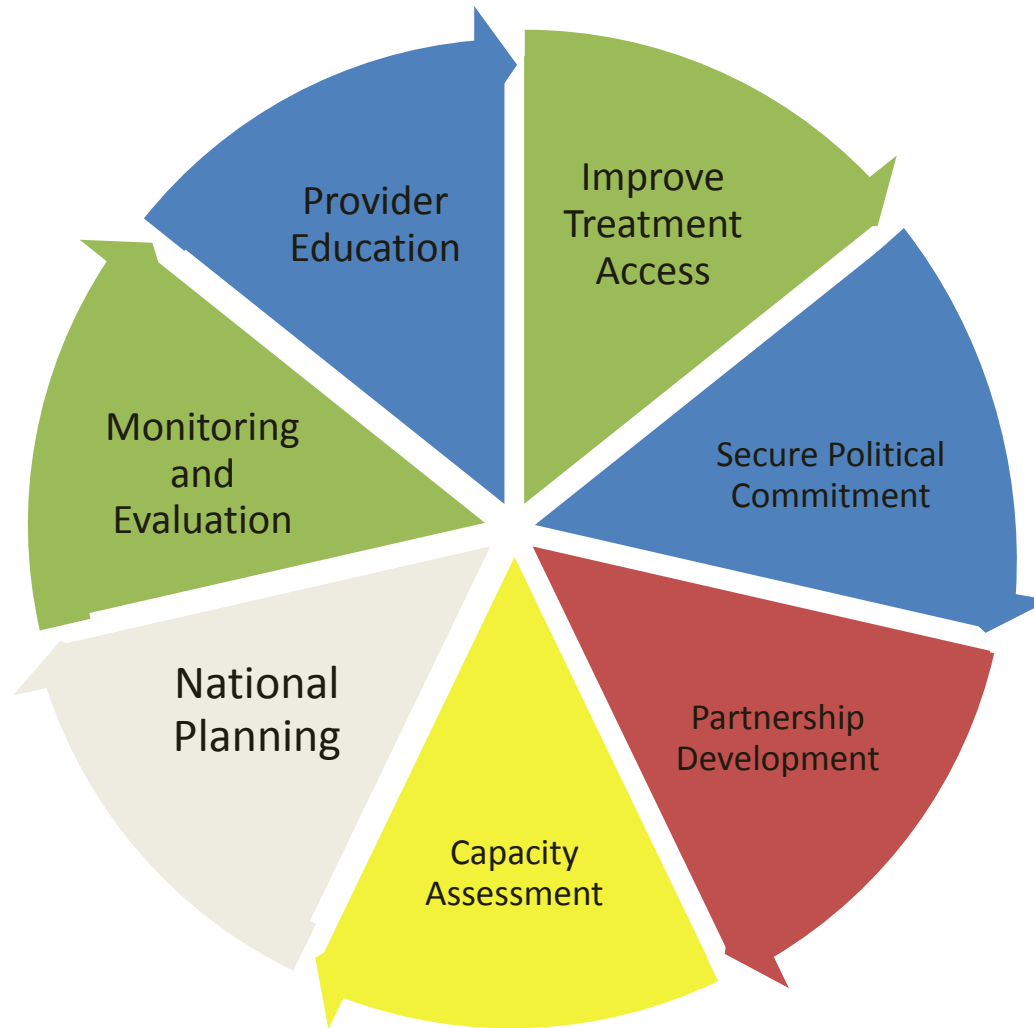 Improve
Treatment
Access
Secure Political
Commitment
Partnership
Development
Capacity
Assessment
National
Planning
Monitoring
and
Evaluation
Provider
Education